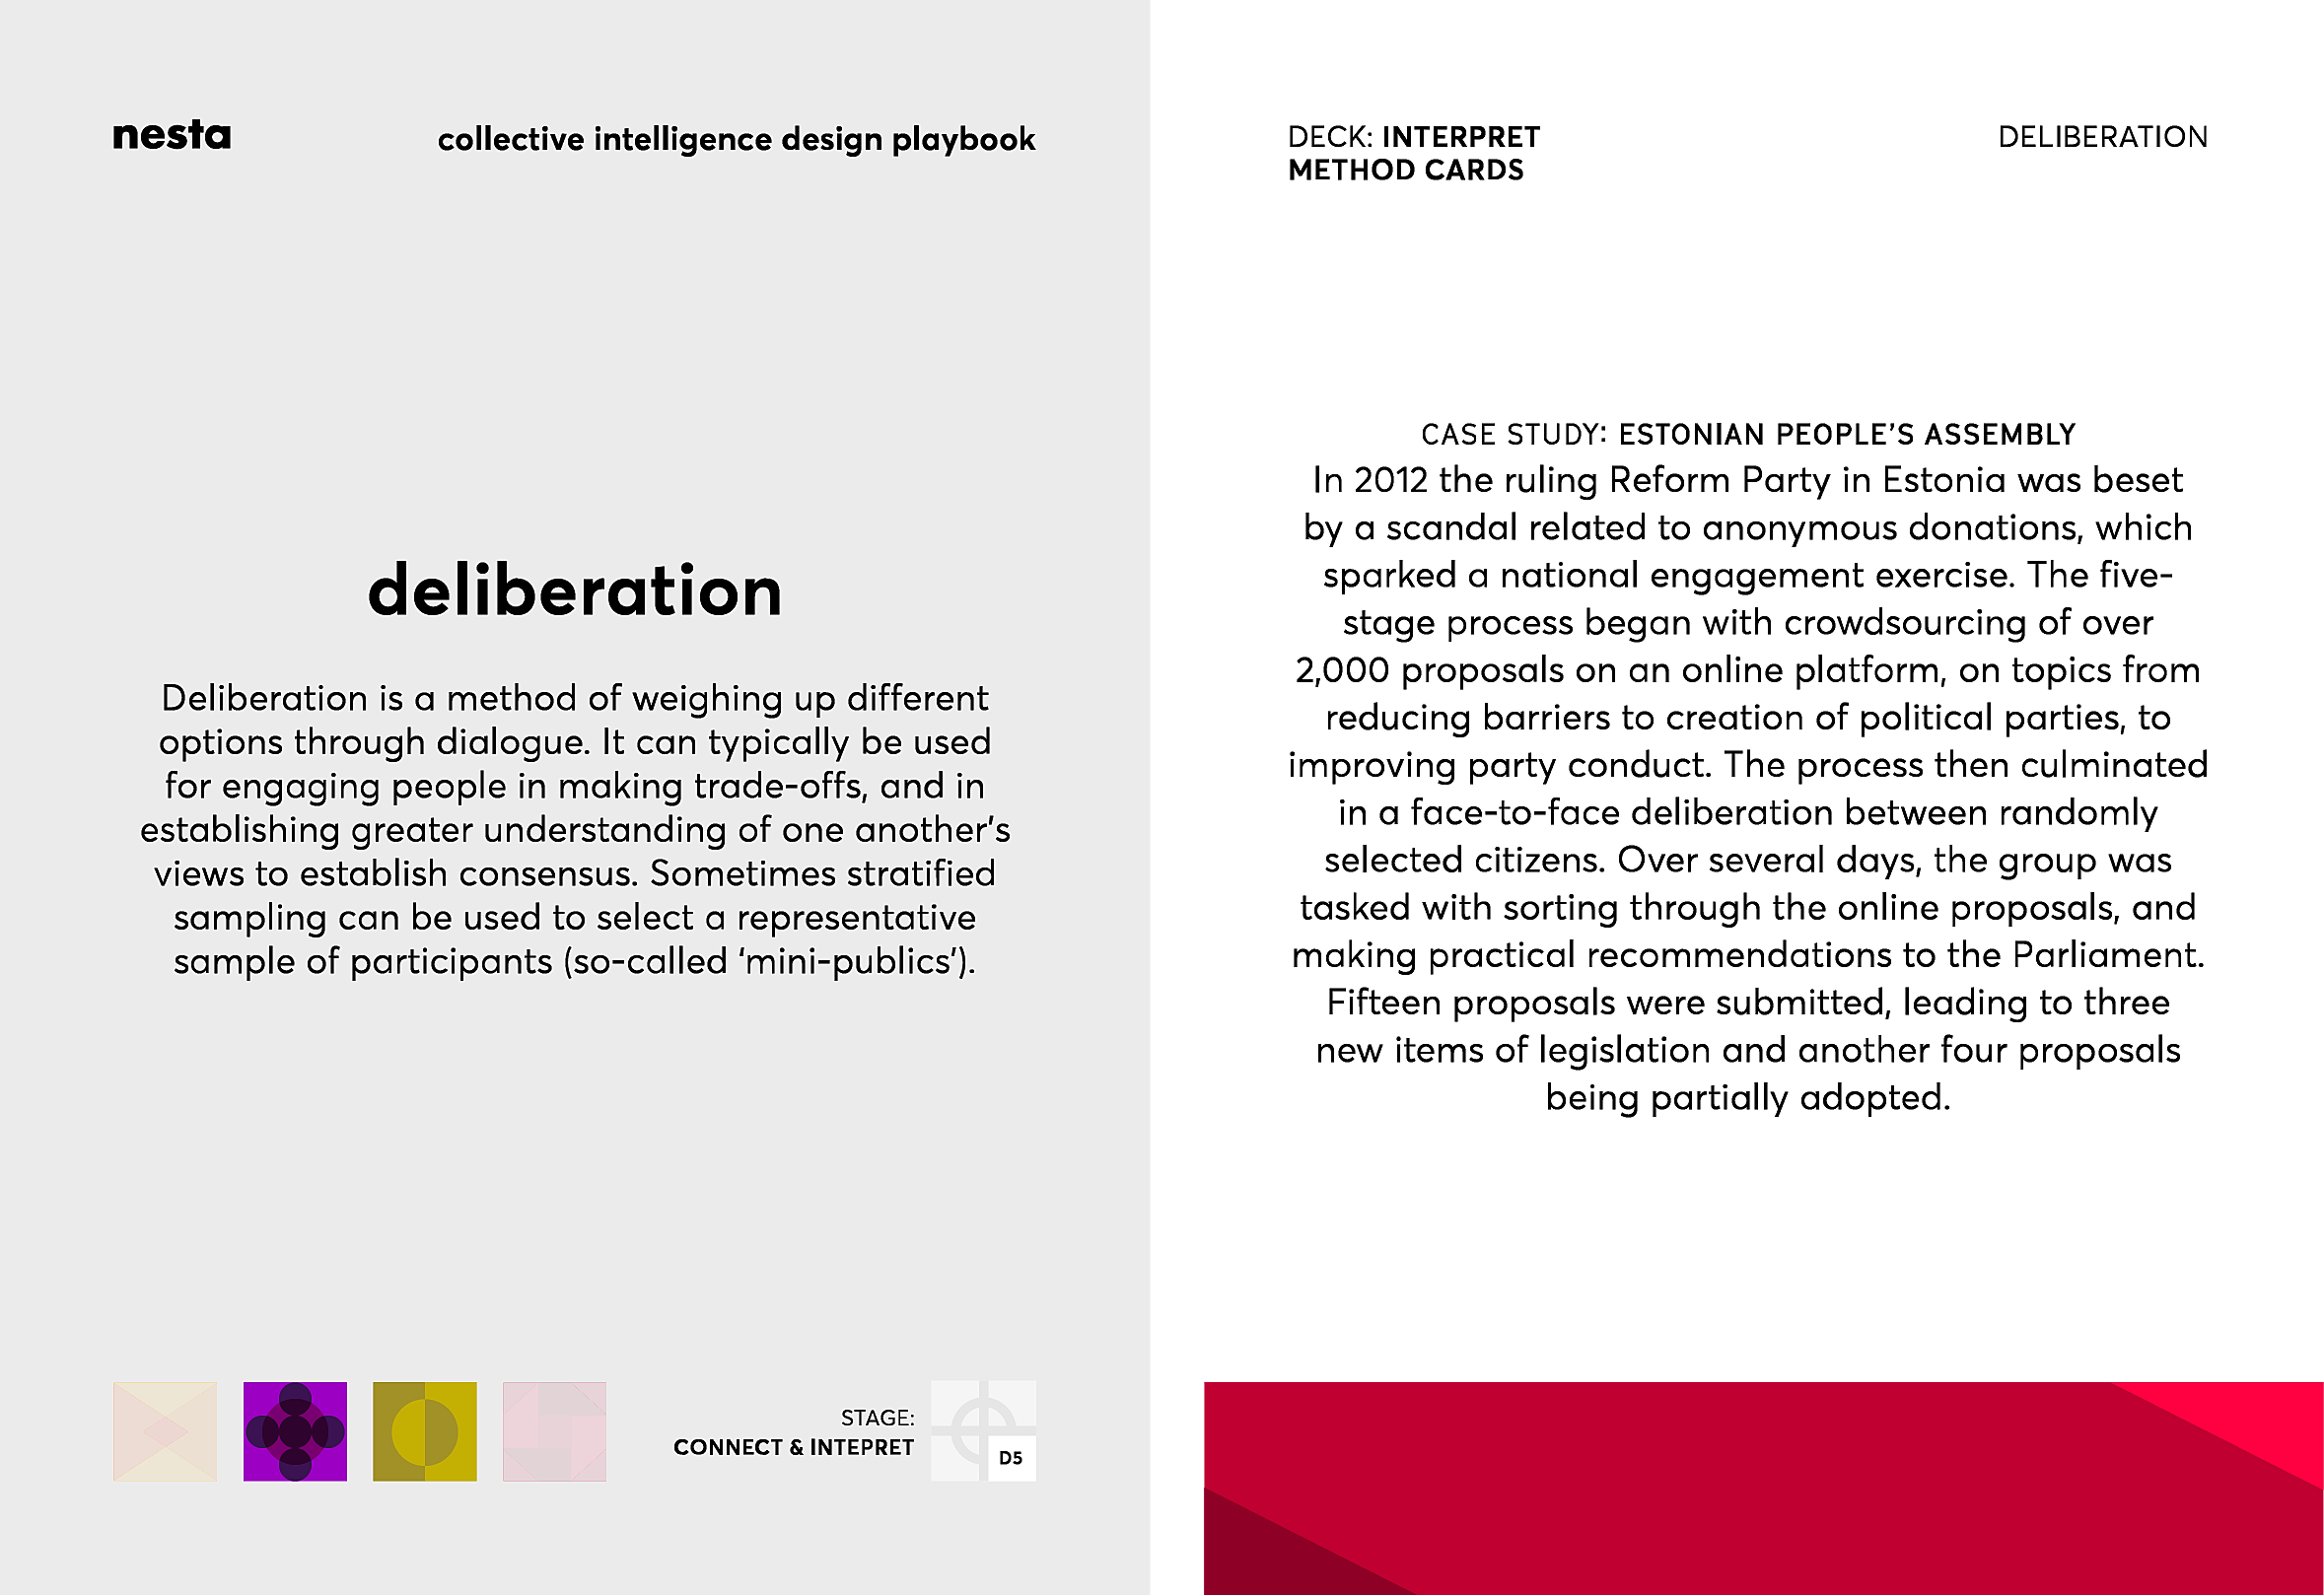 nesta
collective intelligence design playbook
deliberation
Deliberation is a method of weighing up different
options through dialogue. It can typically be used
for engaging people in making trade-offs, and in
establishing greater understanding of one another’s
views to establish consensus. Sometimes stratified
sampling can be used to select a representative
sample of participants (so-called ‘mini-publics’).
STAGE:
CONNECT & INTEPRET
D5
DECK: INTERPRET
METHOD CARDS
DELIBERATION
CASE STUDY: ESTONIAN PEOPLE’S ASSEMBLY
In 2012 the ruling Reform Party in Estonia was beset
by a scandal related to anonymous donations, which
sparked a national engagement exercise. The five-
stage process began with crowdsourcing of over
2,000 proposals on an online platform, on topics from
reducing barriers to creation of political parties, to
improving party conduct. The process then culminated
in a face-to-face deliberation between randomly
selected citizens. Over several days, the group was
tasked with sorting through the online proposals, and
making practical recommendations to the Parliament.
Fifteen proposals were submitted, leading to three
new items of legislation and another four proposals
being partially adopted.